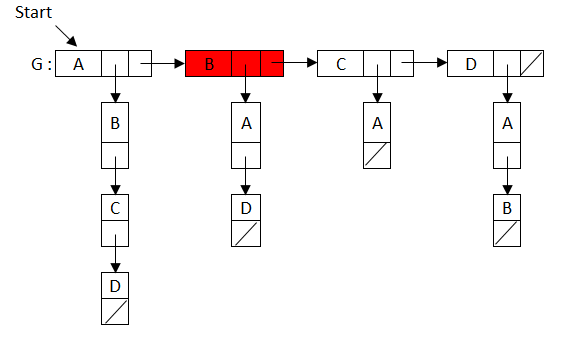 Start
G : A B C D
B A A A
C D B
D